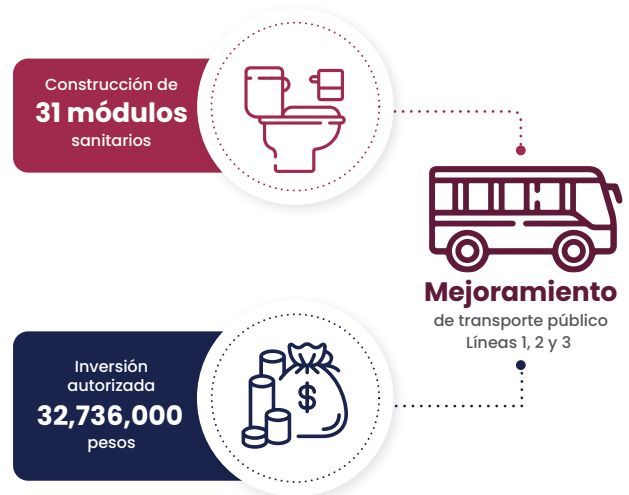 Construcción de
31 módulos
sanitarios
Mejoramiento
de transporte público
Líneas 1, 2 y 3
Inversión
autorizada
32,736,000
pesos
$